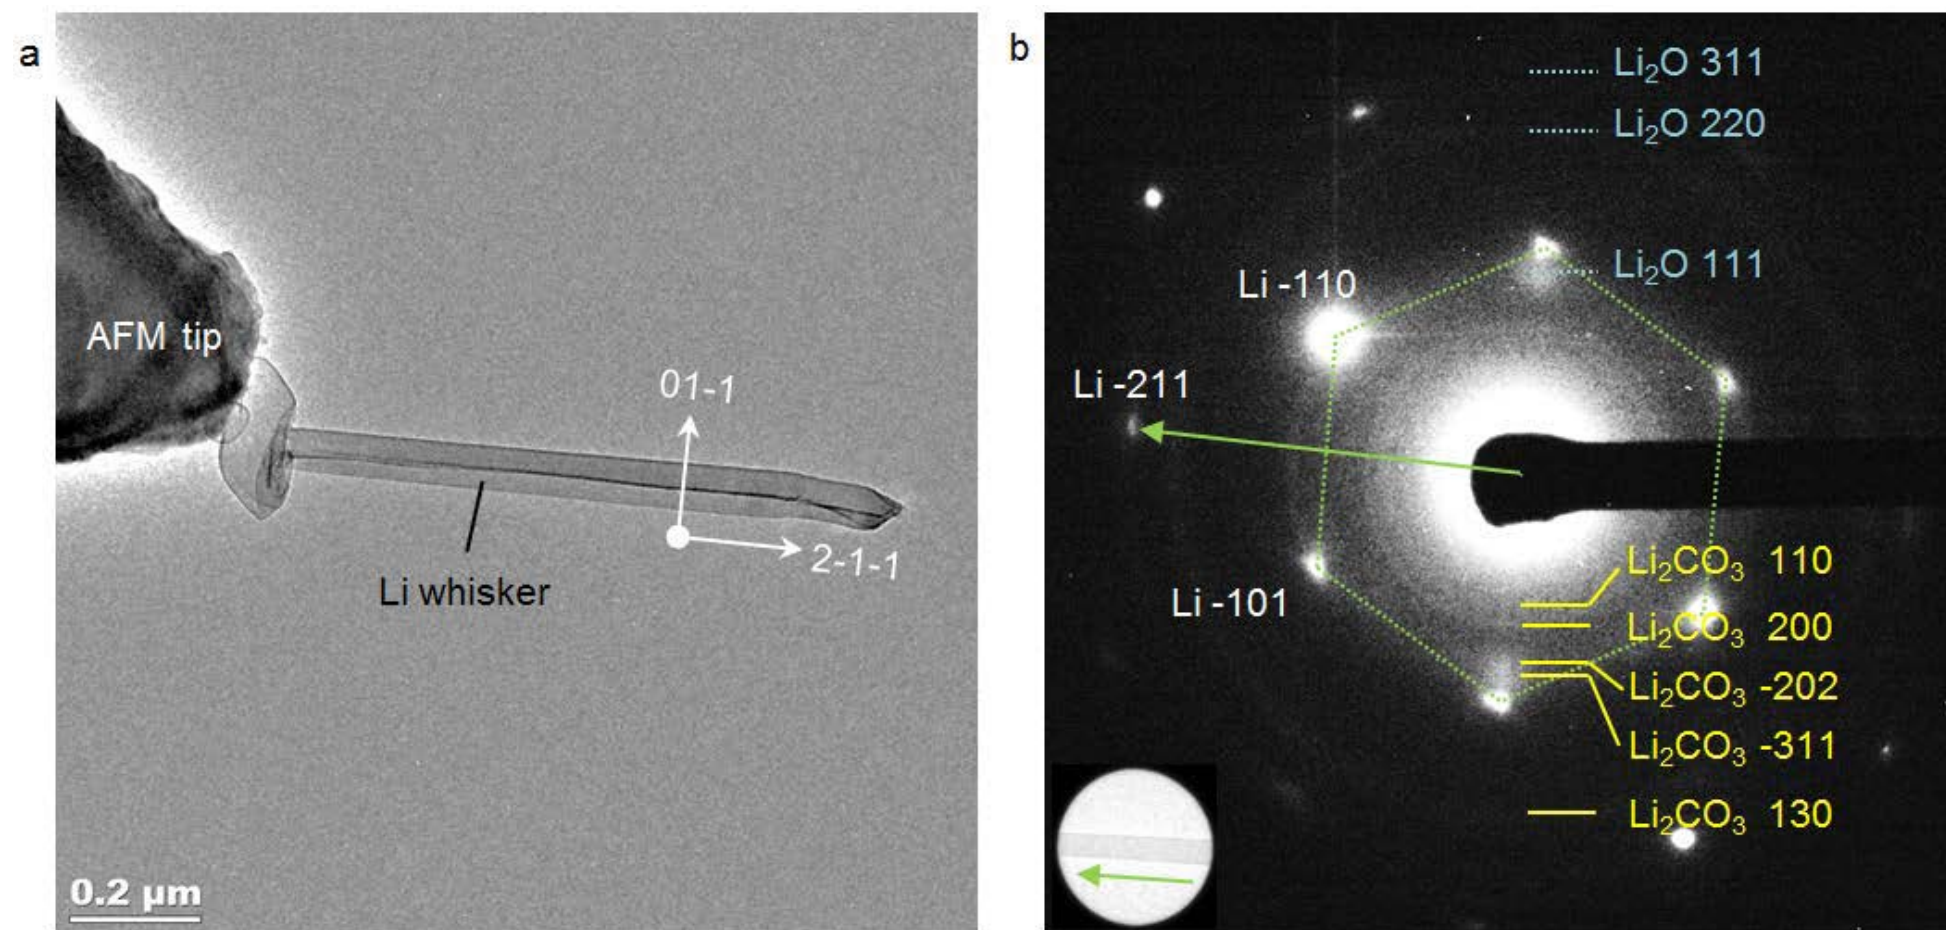 a
AFM tip
01-1
2-1-1
Li whisker
0.2 μm
b
Li₂O 311
Li₂O 220
Li₂O 111
Li -110
Li -211
Li -101
Li₂CO₃ 110
Li₂CO₃ 200
Li₂CO₃ -202
Li₂CO₃ -311
Li₂CO₃ 130